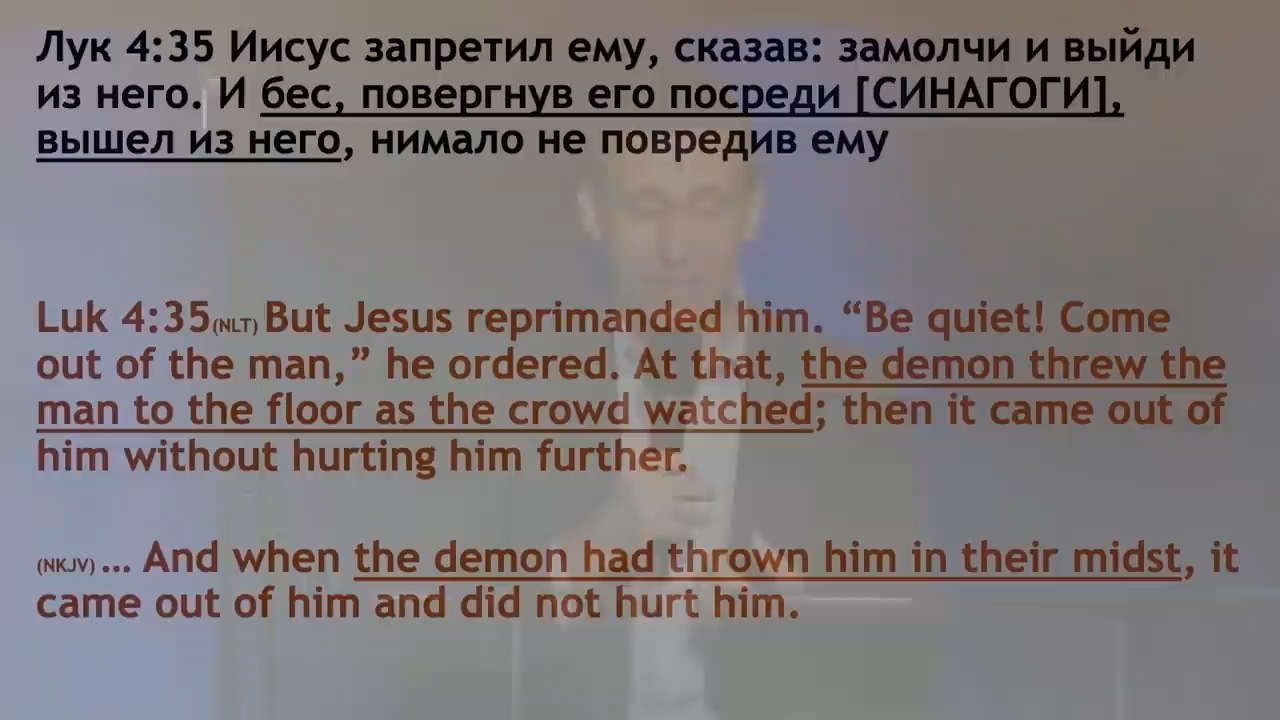 Лук 4:35 Иисус запретил ему, сказав: замолчи и выйди
из него. И бес, повергнув его посреди [СИНАГОГИ],
вышел из него, нимало не повредив ему
Luk 4:35(NLT) But Jesus reprimanded him. “Be quiet! Come
out of the man,” he ordered. At that, the demon threw the
man to the floor as the crowd watched; then it came out of
him without hurting him further.
(NKJV) ... And when the demon had thrown him in their midst, it
came out of him and did not hurt him.